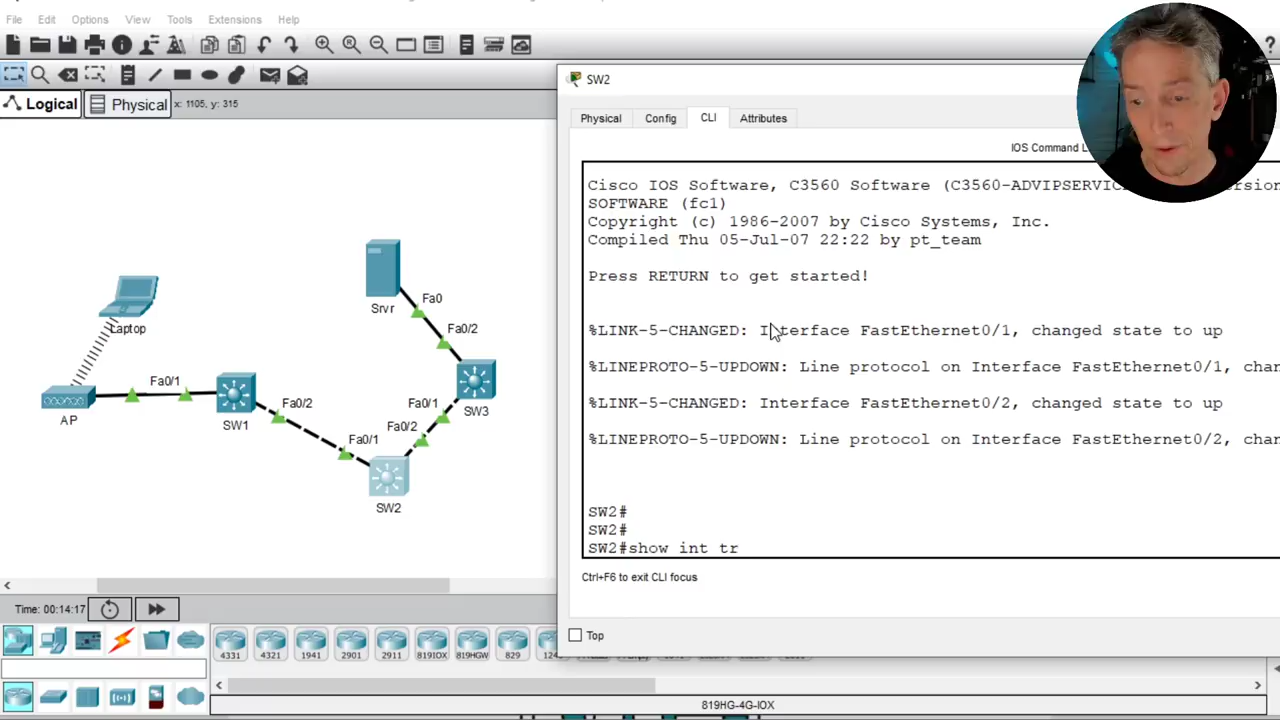 File Edit Options View Tools Extensions Help
?
Logical Physical x: 1105, y: 315
SW2
Physical Config CLI Attributes
IOS Command L
Cisco IOS Software, C3560 Software (C3560-ADVIPSERVIC
SOFTWARE (fc1)
Copyright (c) 1986-2007 by Cisco Systems, Inc.
Compiled Thu 05-Jul-07 22:22 by pt_team
Press RETURN to get started!
%LINK-5-CHANGED: Interface FastEthernet0/1, changed state to up
%LINEPROTO-5-UPDOWN: Line protocol on Interface FastEthernet0/1, chan
%LINK-5-CHANGED: Interface FastEthernet0/2, changed state to up
%LINEPROTO-5-UPDOWN: Line protocol on Interface FastEthernet0/2, chan
SW2#
SW2#
SW2#show int tr
Ctrl+F6 to exit CLI focus
Top
Srvr
Fa0
Fa0/2
Laptop
Fa0/1
AP
SW1
Fa0/2
Fa0/1
SW3
Fa0/2
Fa0/1
SW2
Time: 00:14:17
4331 4321 1941 2901 2911 819IOX 819HGW 829
819HG-4G-IOX